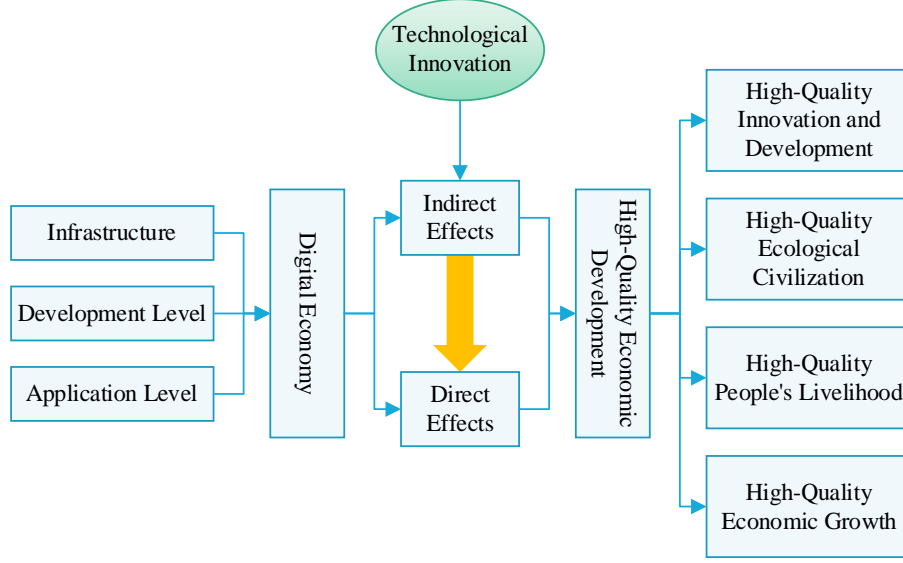 Technological
Innovation
Infrastructure
Development Level
Application Level
Digital Economy
Indirect
Effects
Direct
Effects
High-Quality Economic
Development
High-Quality
Innovation and
Development
High-Quality
Ecological
Civilization
High-Quality
People's Livelihood
High-Quality
Economic Growth